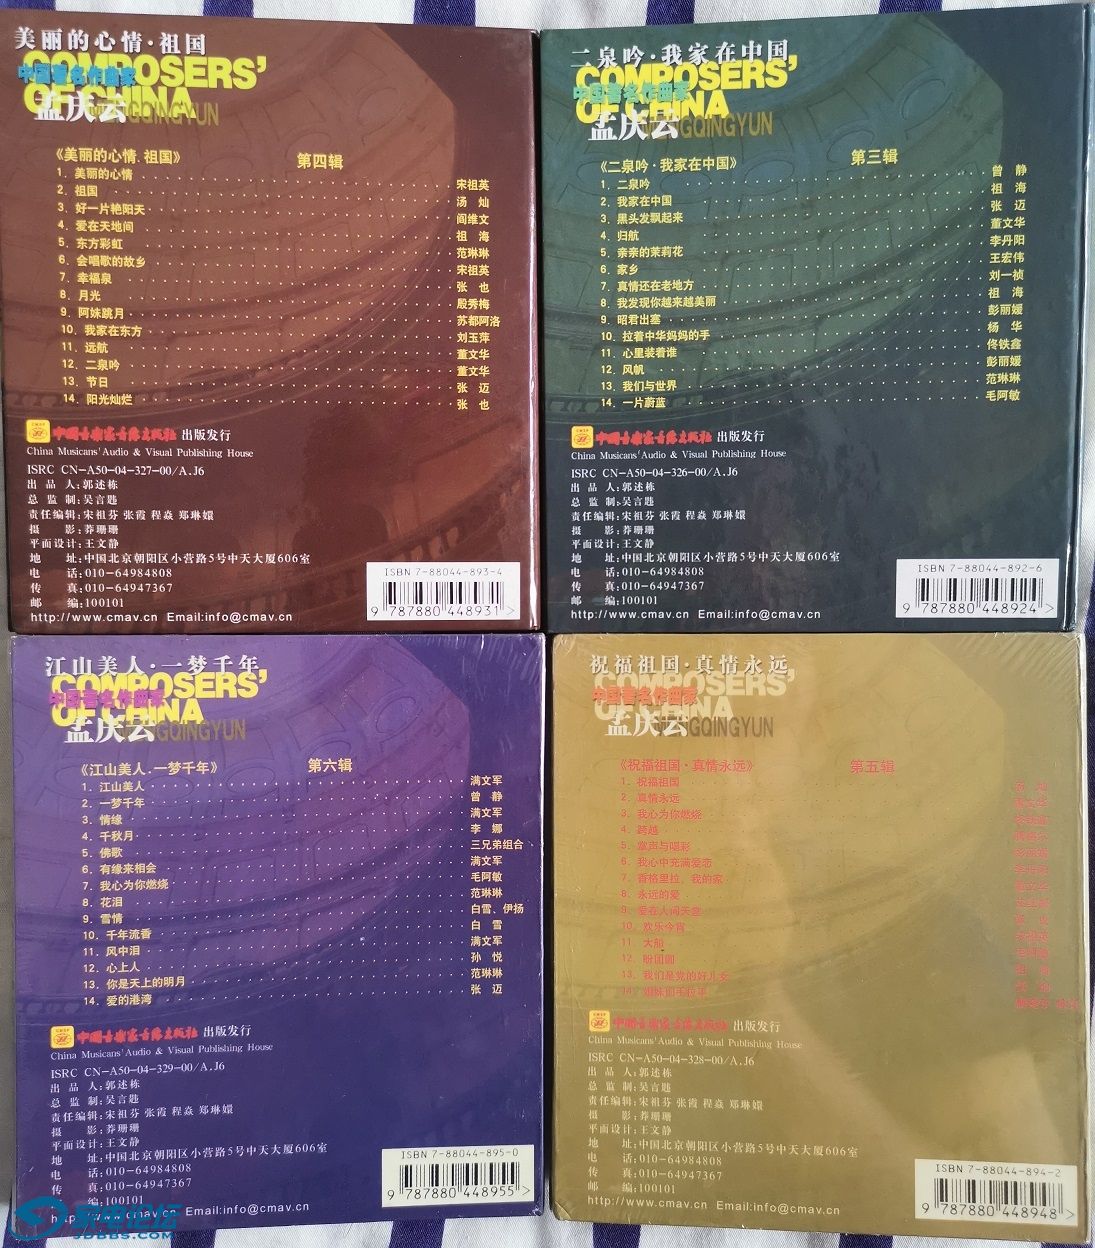 美丽的心情·祖国
COMPOSERS'
中国著名作曲家
OF CHINA
孟庆云
MENGQINGYUN
《美丽的心情.祖国》 第四辑
1. 美丽的心情 宋祖英
2. 祖国 汤 灿
3. 好一片艳阳天 阎维文
4. 爱在天地间 祖 海
5. 东方彩虹 范琳琳
6. 会唱歌的故乡 宋祖英
7. 幸福泉 张 也
8. 月光 殷秀梅
9. 阿妹跳月 苏都阿洛
10. 我家在东方 刘玉萍
11. 远航 董文华
12. 二泉吟 董文华
13. 节日 张 迈
14. 阳光灿烂 张 也
中国音乐家音像出版社 出版发行
China Musicans' Audio & Visual Publishing House
ISRC CN-A50-04-327-00/A.J6
出 品 人:郭述栋
总 监 制:吴言韪
责任编辑:宋祖芬 张霞 程焱 郑琳嬛
摄 影:莽珊珊
平面设计:王文静
地 址:中国北京朝阳区小营路5号中天大厦606室
电 话:010-64984808
传 真:010-64947367
邮 编:100101
http://www.cmav.cn Email:info@cmav.cn
ISBN 7-88044-893-4
9 787880 448931 >
二泉吟·我家在中国
COMPOSERS'
中国著名作曲家
OF CHINA
孟庆云
MENGQINGYUN
《二泉吟·我家在中国》 第三辑
1. 二泉吟 曾 静
2. 我家在中国 祖 海
3. 黑头发飘起来 张 迈
4. 归航 董文华
5. 亲亲的茉莉花 李丹阳
6. 家乡 王宏伟
7. 真情还在老地方 刘一祯
8. 我发现你越来越美丽 祖 海
9. 昭君出塞 彭丽媛
10. 拉着中华妈妈的手 杨 华
11. 心里装着谁 佟铁鑫
12. 风帆 彭丽媛
13. 我们与世界 范琳琳
14. 一片蔚蓝 毛阿敏
中国音乐家音像出版社 出版发行
China Musicans' Audio & Visual Publishing House
ISRC CN-A50-04-326-00/A.J6
出 品 人:郭述栋
总 监 制:吴言韪
责任编辑:宋祖芬 张霞 程焱 郑琳嬛
摄 影:莽珊珊
平面设计:王文静
地 址:中国北京朝阳区小营路5号中天大厦606室
电 话:010-64984808
传 真:010-64947367
邮 编:100101
http://www.cmav.cn Email:info@cmav.cn
ISBN 7-88044-892-6
9 787880 448924 >
江山美人·一梦千年
COMPOSERS'
中国著名作曲家
OF CHINA
孟庆云
MENGQINGYUN
《江山美人.一梦千年》 第六辑
1. 江山美人 满文军
2. 一梦千年 曾 静
3. 情缘 满文军
4. 千秋月 李 娜
5. 佛歌 三兄弟组合
6. 有缘来相会 满文军
7. 我心为你燃烧 毛阿敏
8. 花泪 范琳琳
9. 雪情 白雪、伊扬
10. 千年流香 白 雪
11. 风中泪 满文军
12. 心上人 孙 悦
13. 你是天上的明月 范琳琳
14. 爱的港湾 张 迈
中国音乐家音像出版社 出版发行
China Musicans' Audio & Visual Publishing House
ISRC CN-A50-04-329-00/A.J6
出 品 人:郭述栋
总 监 制:吴言韪
责任编辑:宋祖芬 张霞 程焱 郑琳嬛
摄 影:莽珊珊
平面设计:王文静
地 址:中国北京朝阳区小营路5号中天大厦606室
电 话:010-64984808
传 真:010-64947367
编:100101
Email:info@cmav.cn
ISBN 7-88044-895-0
9 787880 448955 >
祝福祖国·真情永远
COMPOSERS'
中国著名作曲家
OF CHINA
孟庆云
MENGQINGYUN
《祝福祖国·真情永远》 第五辑
1. 祝福祖国
2. 真情永远
3. 我心为你燃烧
4. 跨越
5. 掌声与喝彩
6. 我心中充满爱恋
7. 香格里拉，我的家
8. 永远的爱
9. 爱在人间天堂
10. 欢乐今宵
11. 大船
12. 盼团圆
13. 我们是党的好儿女
14. 姐妹们手拉手
中国音乐家音像出版社 出版发行
China Musicans' Audio & Visual Publishing House
ISRC CN-A50-04-328-00/A.J6
出 品 人:郭述栋
总 监 制:吴言韪
责任编辑:宋祖芬 张霞 程焱 郑琳嬛
摄 影:莽珊珊
平面设计:王文静
地 址:中国北京朝阳区小营路5号中天大厦606室
电 话:010-64984808
传 真:010-64947367
邮 编:100101
http://www.cmav.cn Email:info@cmav.cn
ISBN 7-88044-894-2
9 787880 448948 >
家电论坛
JDBBS.COM